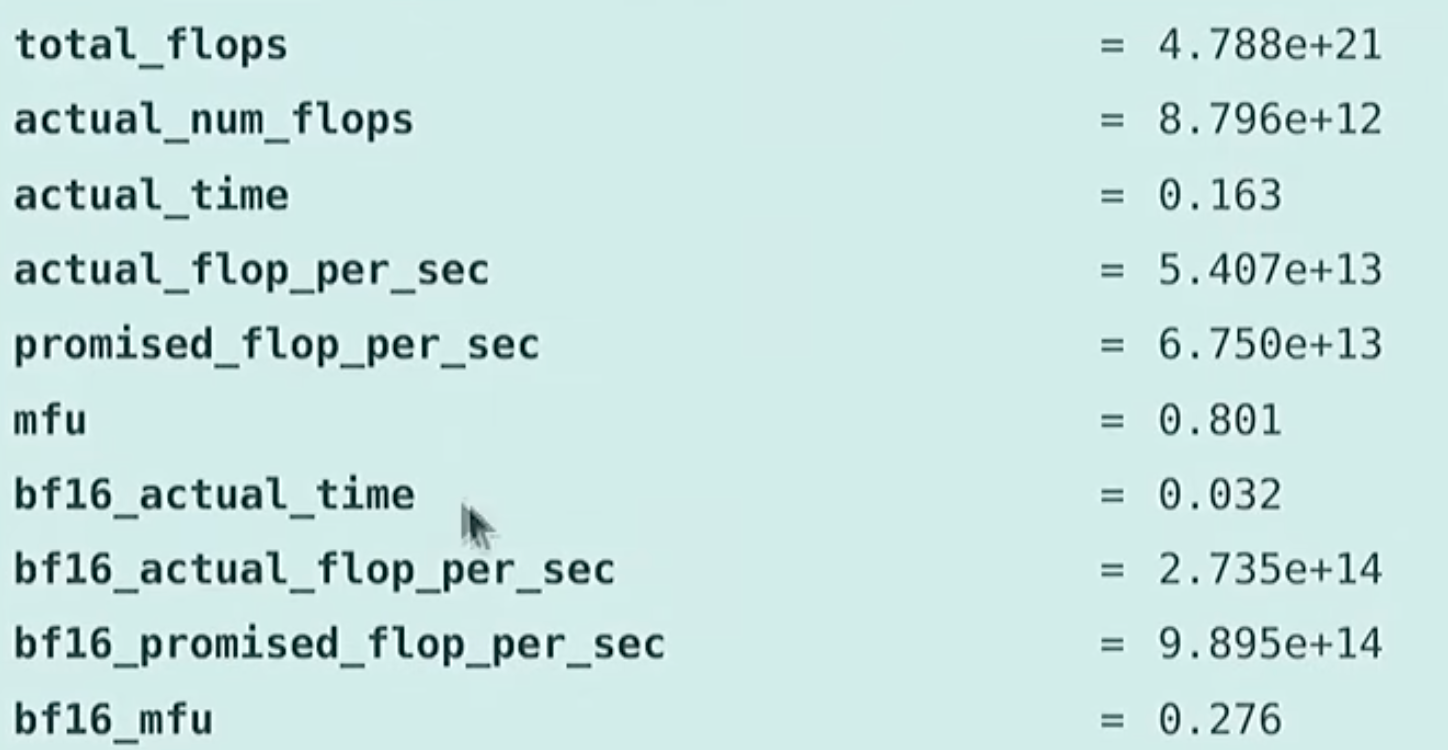 total_flops = 4.788e+21
actual_num_flops = 8.796e+12
actual_time = 0.163
actual_flop_per_sec = 5.407e+13
promised_flop_per_sec = 6.750e+13
mfu = 0.801
bf16_actual_time = 0.032
bf16_actual_flop_per_sec = 2.735e+14
bf16_promised_flop_per_sec = 9.895e+14
bf16_mfu = 0.276